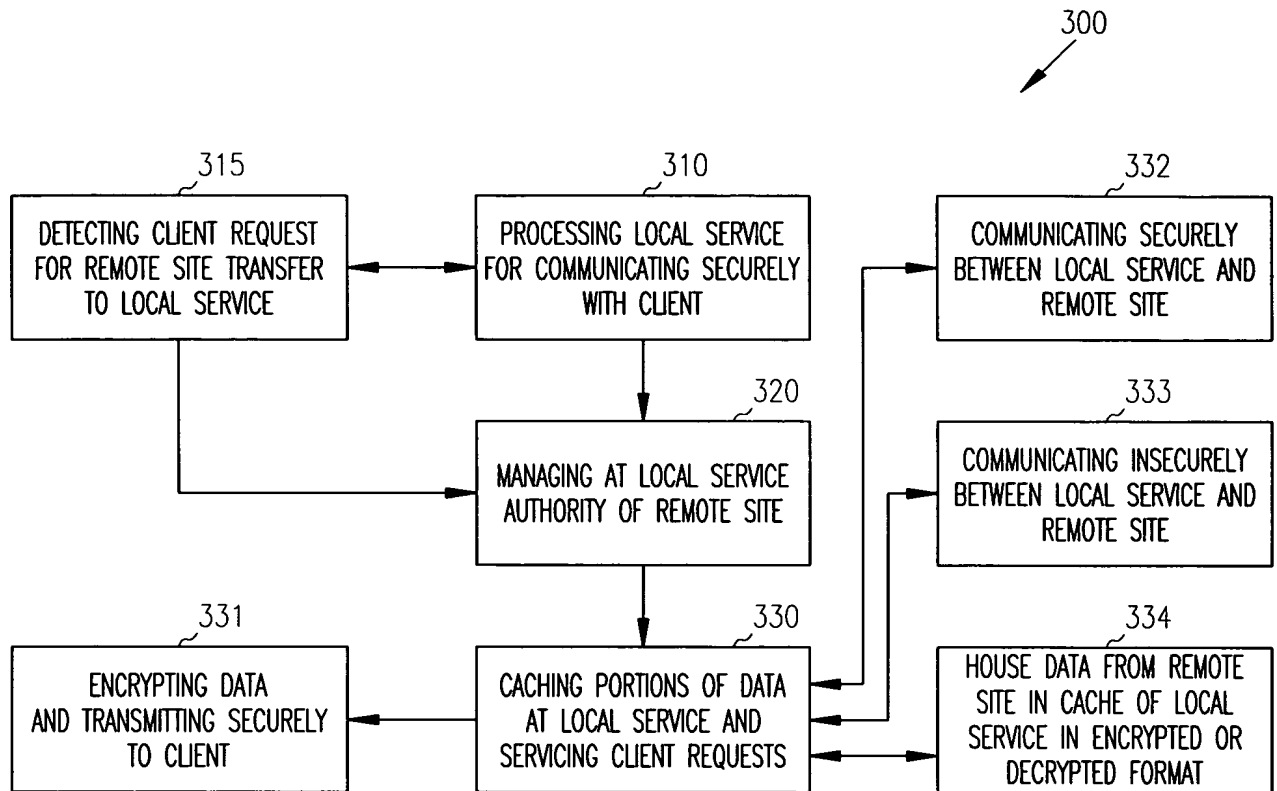 300
315
DETECTING CLIENT REQUEST
FOR REMOTE SITE TRANSFER
TO LOCAL SERVICE
310
PROCESSING LOCAL SERVICE
FOR COMMUNICATING SECURELY
WITH CLIENT
332
COMMUNICATING SECURELY
BETWEEN LOCAL SERVICE AND
REMOTE SITE
320
MANAGING AT LOCAL SERVICE
AUTHORITY OF REMOTE SITE
333
COMMUNICATING INSECURELY
BETWEEN LOCAL SERVICE AND
REMOTE SITE
331
ENCRYPTING DATA
AND TRANSMITTING SECURELY
TO CLIENT
330
CACHING PORTIONS OF DATA
AT LOCAL SERVICE AND
SERVICING CLIENT REQUESTS
334
HOUSE DATA FROM REMOTE
SITE IN CACHE OF LOCAL
SERVICE IN ENCRYPTED OR
DECRYPTED FORMAT